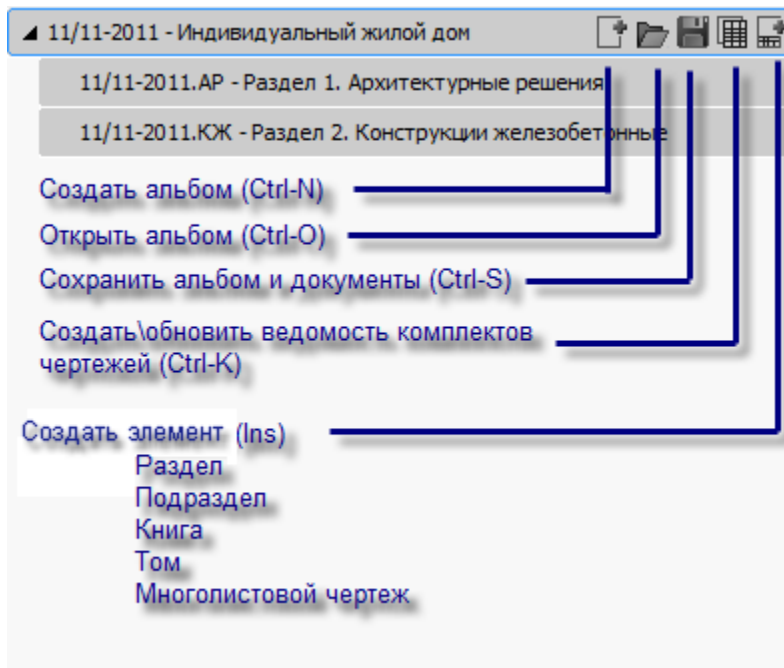 11/11-2011 - Индивидуальный жилой дом
11/11-2011.АР - Раздел 1. Архитектурные решения
11/11-2011.КЖ - Раздел 2. Конструкции железобетонные
Создать альбом (Ctrl-N)
Открыть альбом (Ctrl-O)
Сохранить альбом и документы (Ctrl-S)
Создать\обновить ведомость комплектов
чертежей (Ctrl-K)
Создать элемент (Ins)
Раздел
Подраздел
Книга
Том
Многолистовой чертеж